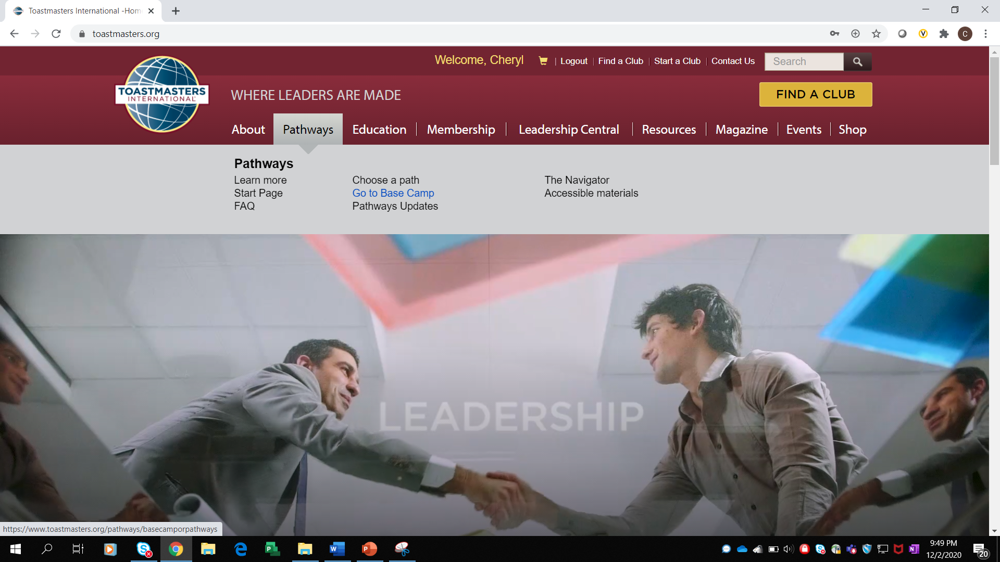 Toastmasters International -Hom
toastmasters.org
C
Welcome, Cheryl | Logout | Find a Club | Start a Club | Contact Us Search
TOASTMASTERS
INTERNATIONAL
WHERE LEADERS ARE MADE
FIND A CLUB
About Pathways Education Membership Leadership Central Resources Magazine Events Shop
Pathways
Learn more Choose a path The Navigator
Start Page Go to Base Camp Accessible materials
FAQ Pathways Updates
LEADERSHIP
https://www.toastmasters.org/pathways/basecamporpathways
9:49 PM
12/2/2020
20